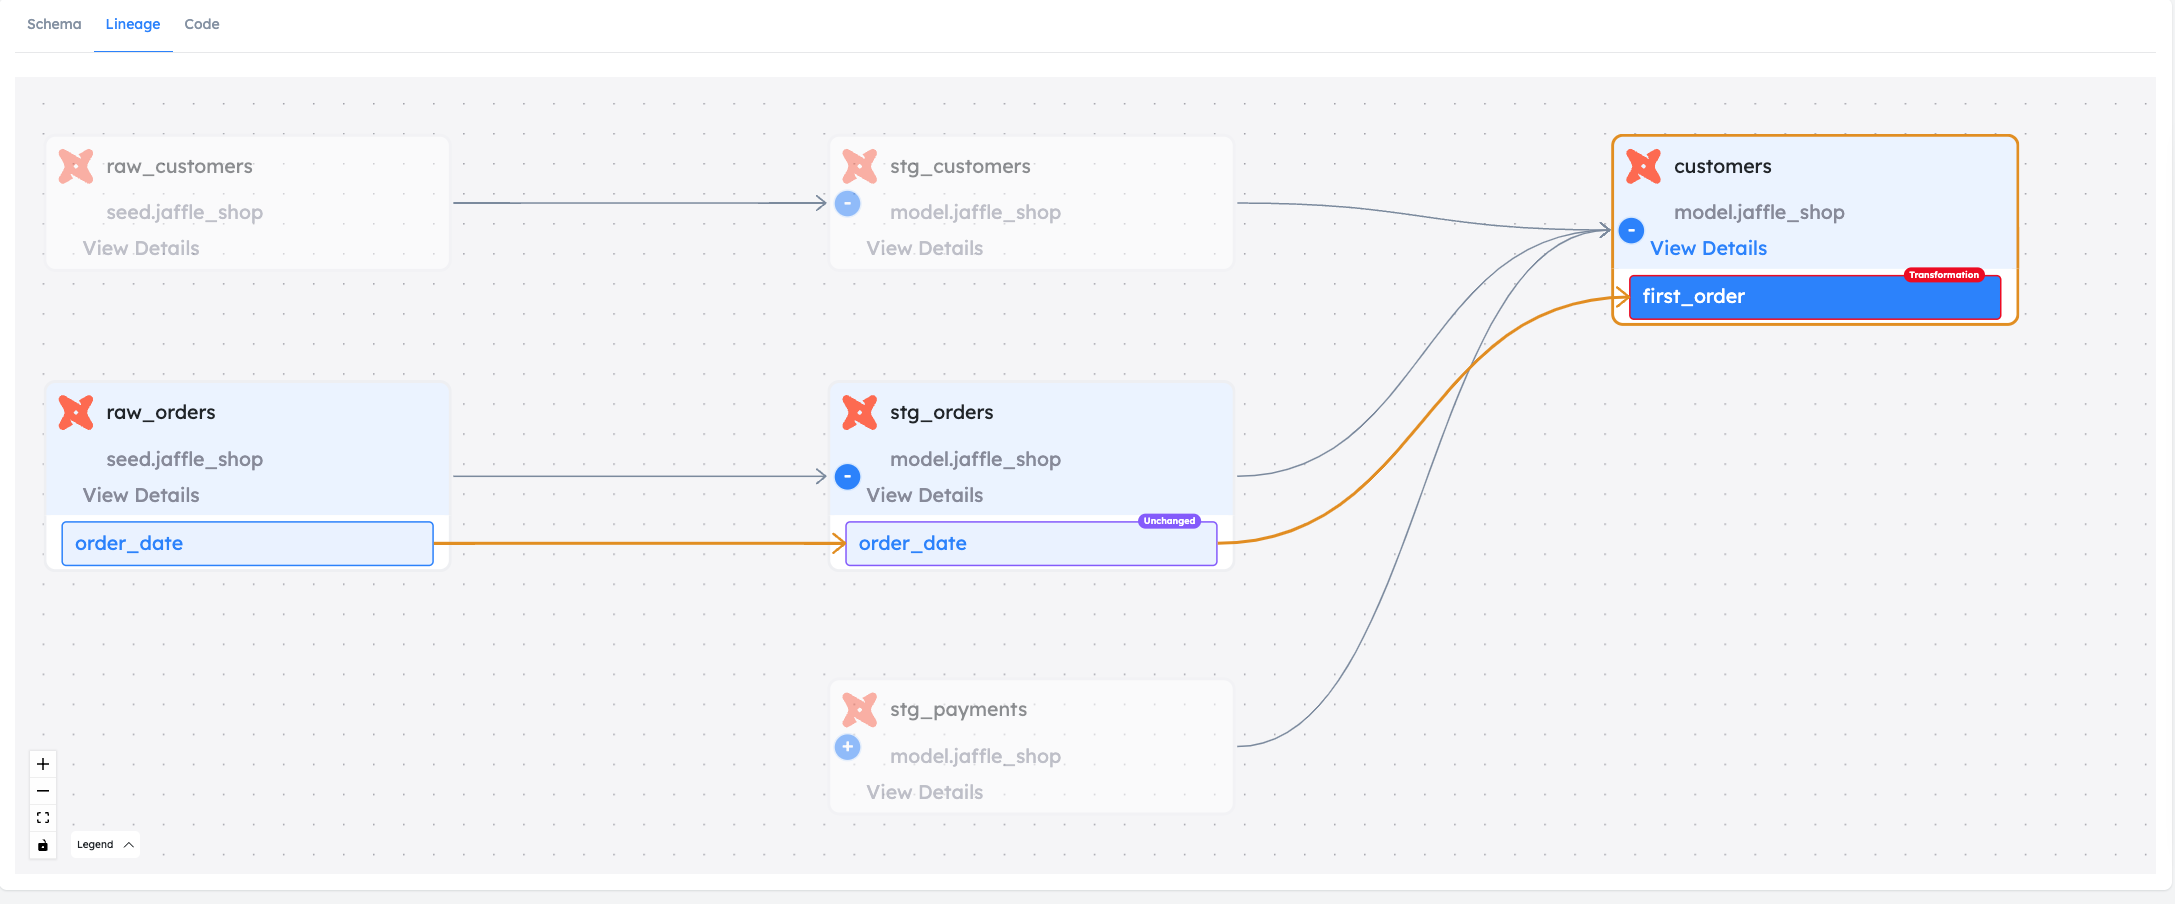 Schema
Lineage
Code
raw_customers
seed.jaffle_shop
View Details
stg_customers
-
model.jaffle_shop
View Details
customers
model.jaffle_shop
-
View Details
Transformation
first_order
raw_orders
seed.jaffle_shop
View Details
order_date
stg_orders
model.jaffle_shop
-
View Details
Unchanged
order_date
stg_payments
+
model.jaffle_shop
View Details
Legend